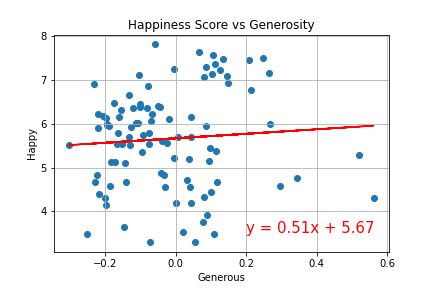 Happiness Score vs Generosity
8
7
6
5
4
Happy
y = 0.51x + 5.67
−0.2 0.0 0.2 0.4 0.6
Generous